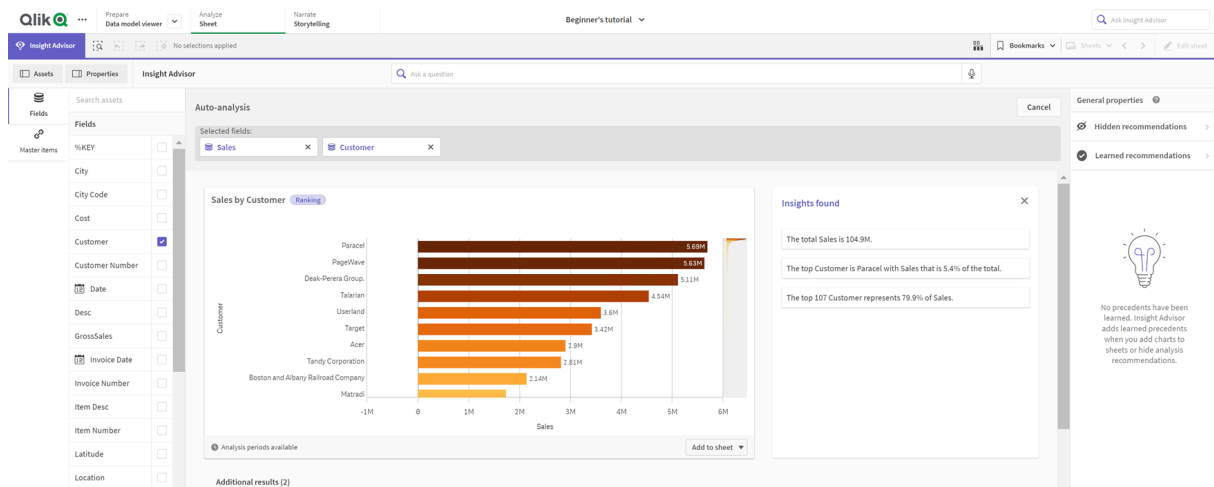 Qlik
Prepare
Data model viewer
Analyze
Sheet
Narrate
Storytelling
Beginner's tutorial
Ask Insight Advisor
Insight Advisor
No selections applied
Bookmarks
Sheets
Edit sheet
Assets
Properties
Insight Advisor
Ask a question
Fields
Master items
Search assets
Fields
%KEY
City
City Code
Cost
Customer
Customer Number
Date
Desc
GrossSales
Invoice Date
Invoice Number
Item Desc
Item Number
Latitude
Location
Auto-analysis
Cancel
Selected fields:
Sales
Customer
Sales by Customer
Ranking
Customer
Paracel
5.69M
PageWave
5.63M
Deak-Perera Group.
5.11M
Talarian
4.54M
Userland
3.6M
Target
3.42M
Acer
2.9M
Tandy Corporation
2.81M
Boston and Albany Railroad Company
2.14M
Matradi
-1M 0 1M 2M 3M 4M 5M 6M
Sales
Analysis periods available
Add to sheet
Additional results (2)
Insights found
The total Sales is 104.9M.
The top Customer is Paracel with Sales that is 5.4% of the total.
The top 107 Customer represents 79.9% of Sales.
General properties
Hidden recommendations
Learned recommendations
No precedents have been
learned. Insight Advisor
adds learned precedents
when you add charts to
sheets or hide analysis
recommendations.